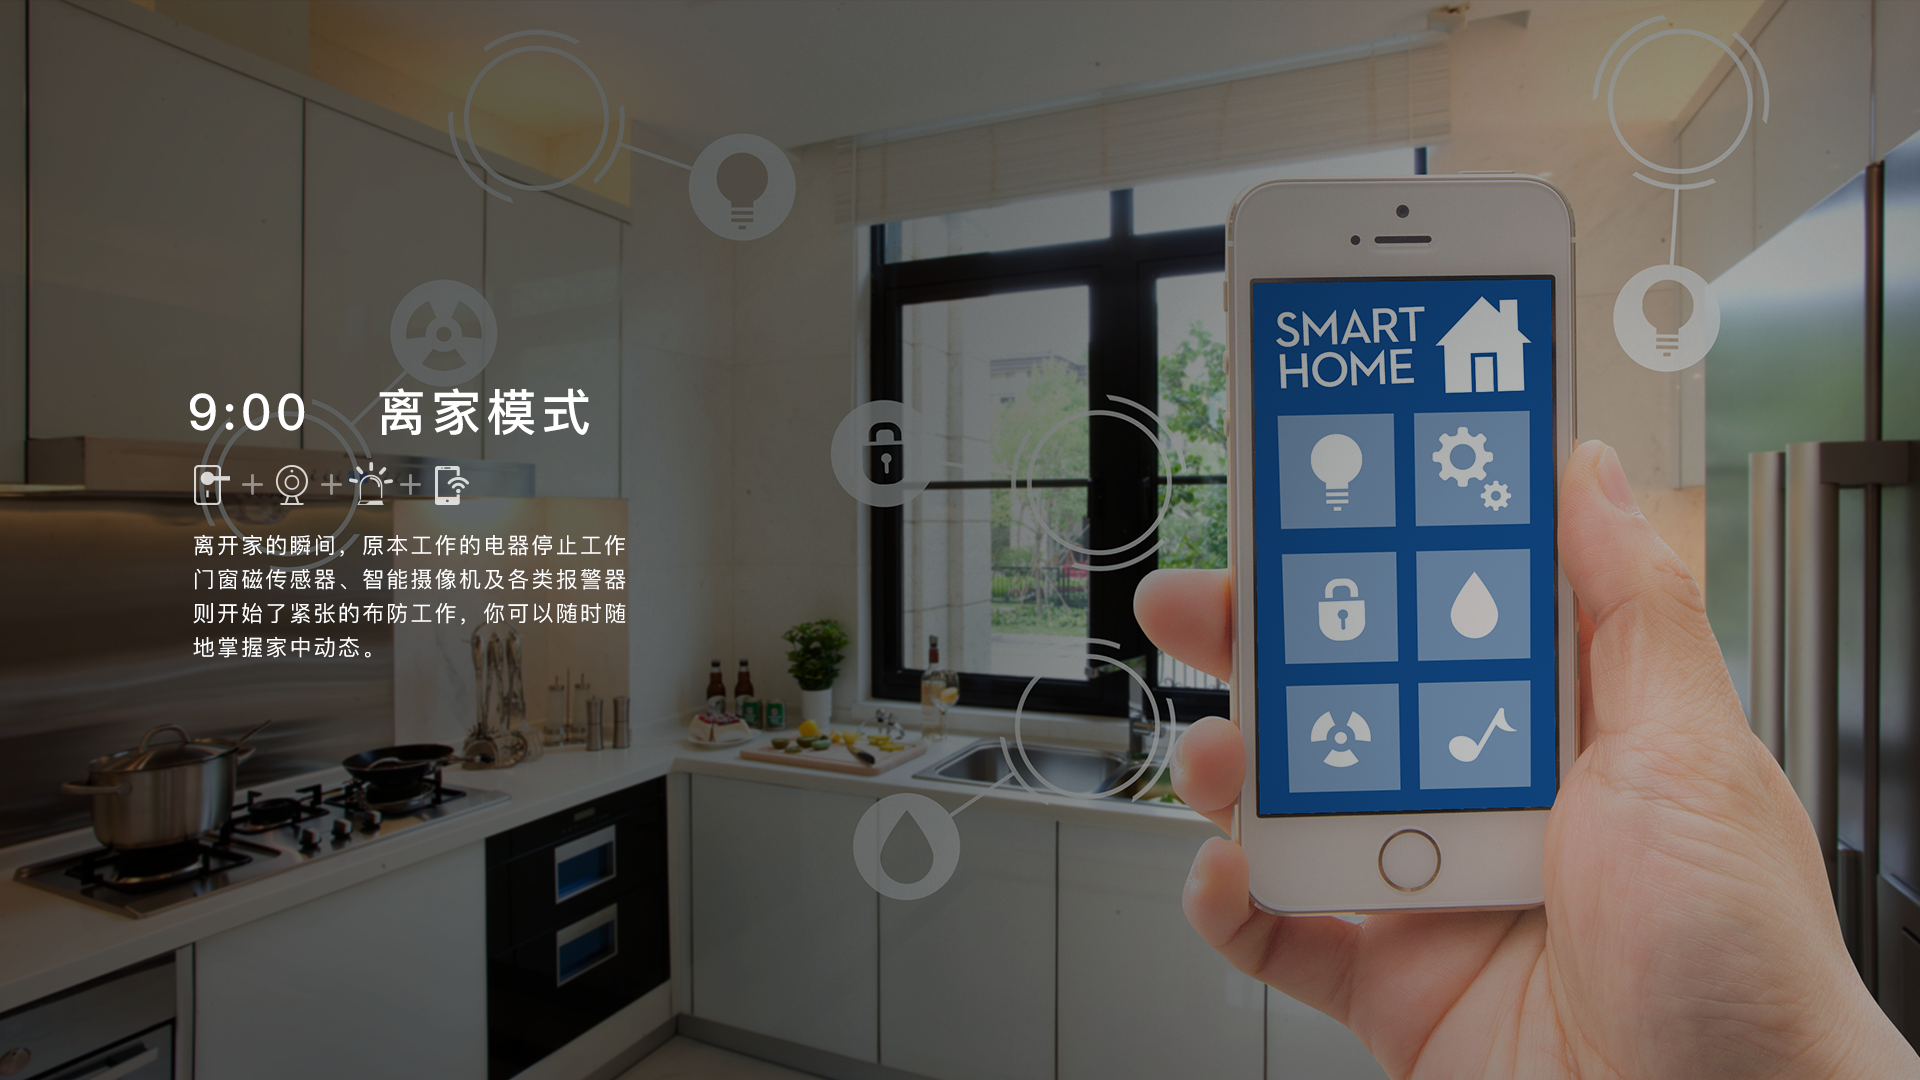 9:00 离家模式
离开家的瞬间，原本工作的电器停止工作
门窗磁传感器、智能摄像机及各类报警器
则开始了紧张的布防工作，你可以随时随
地掌握家中动态。
SMART
HOME